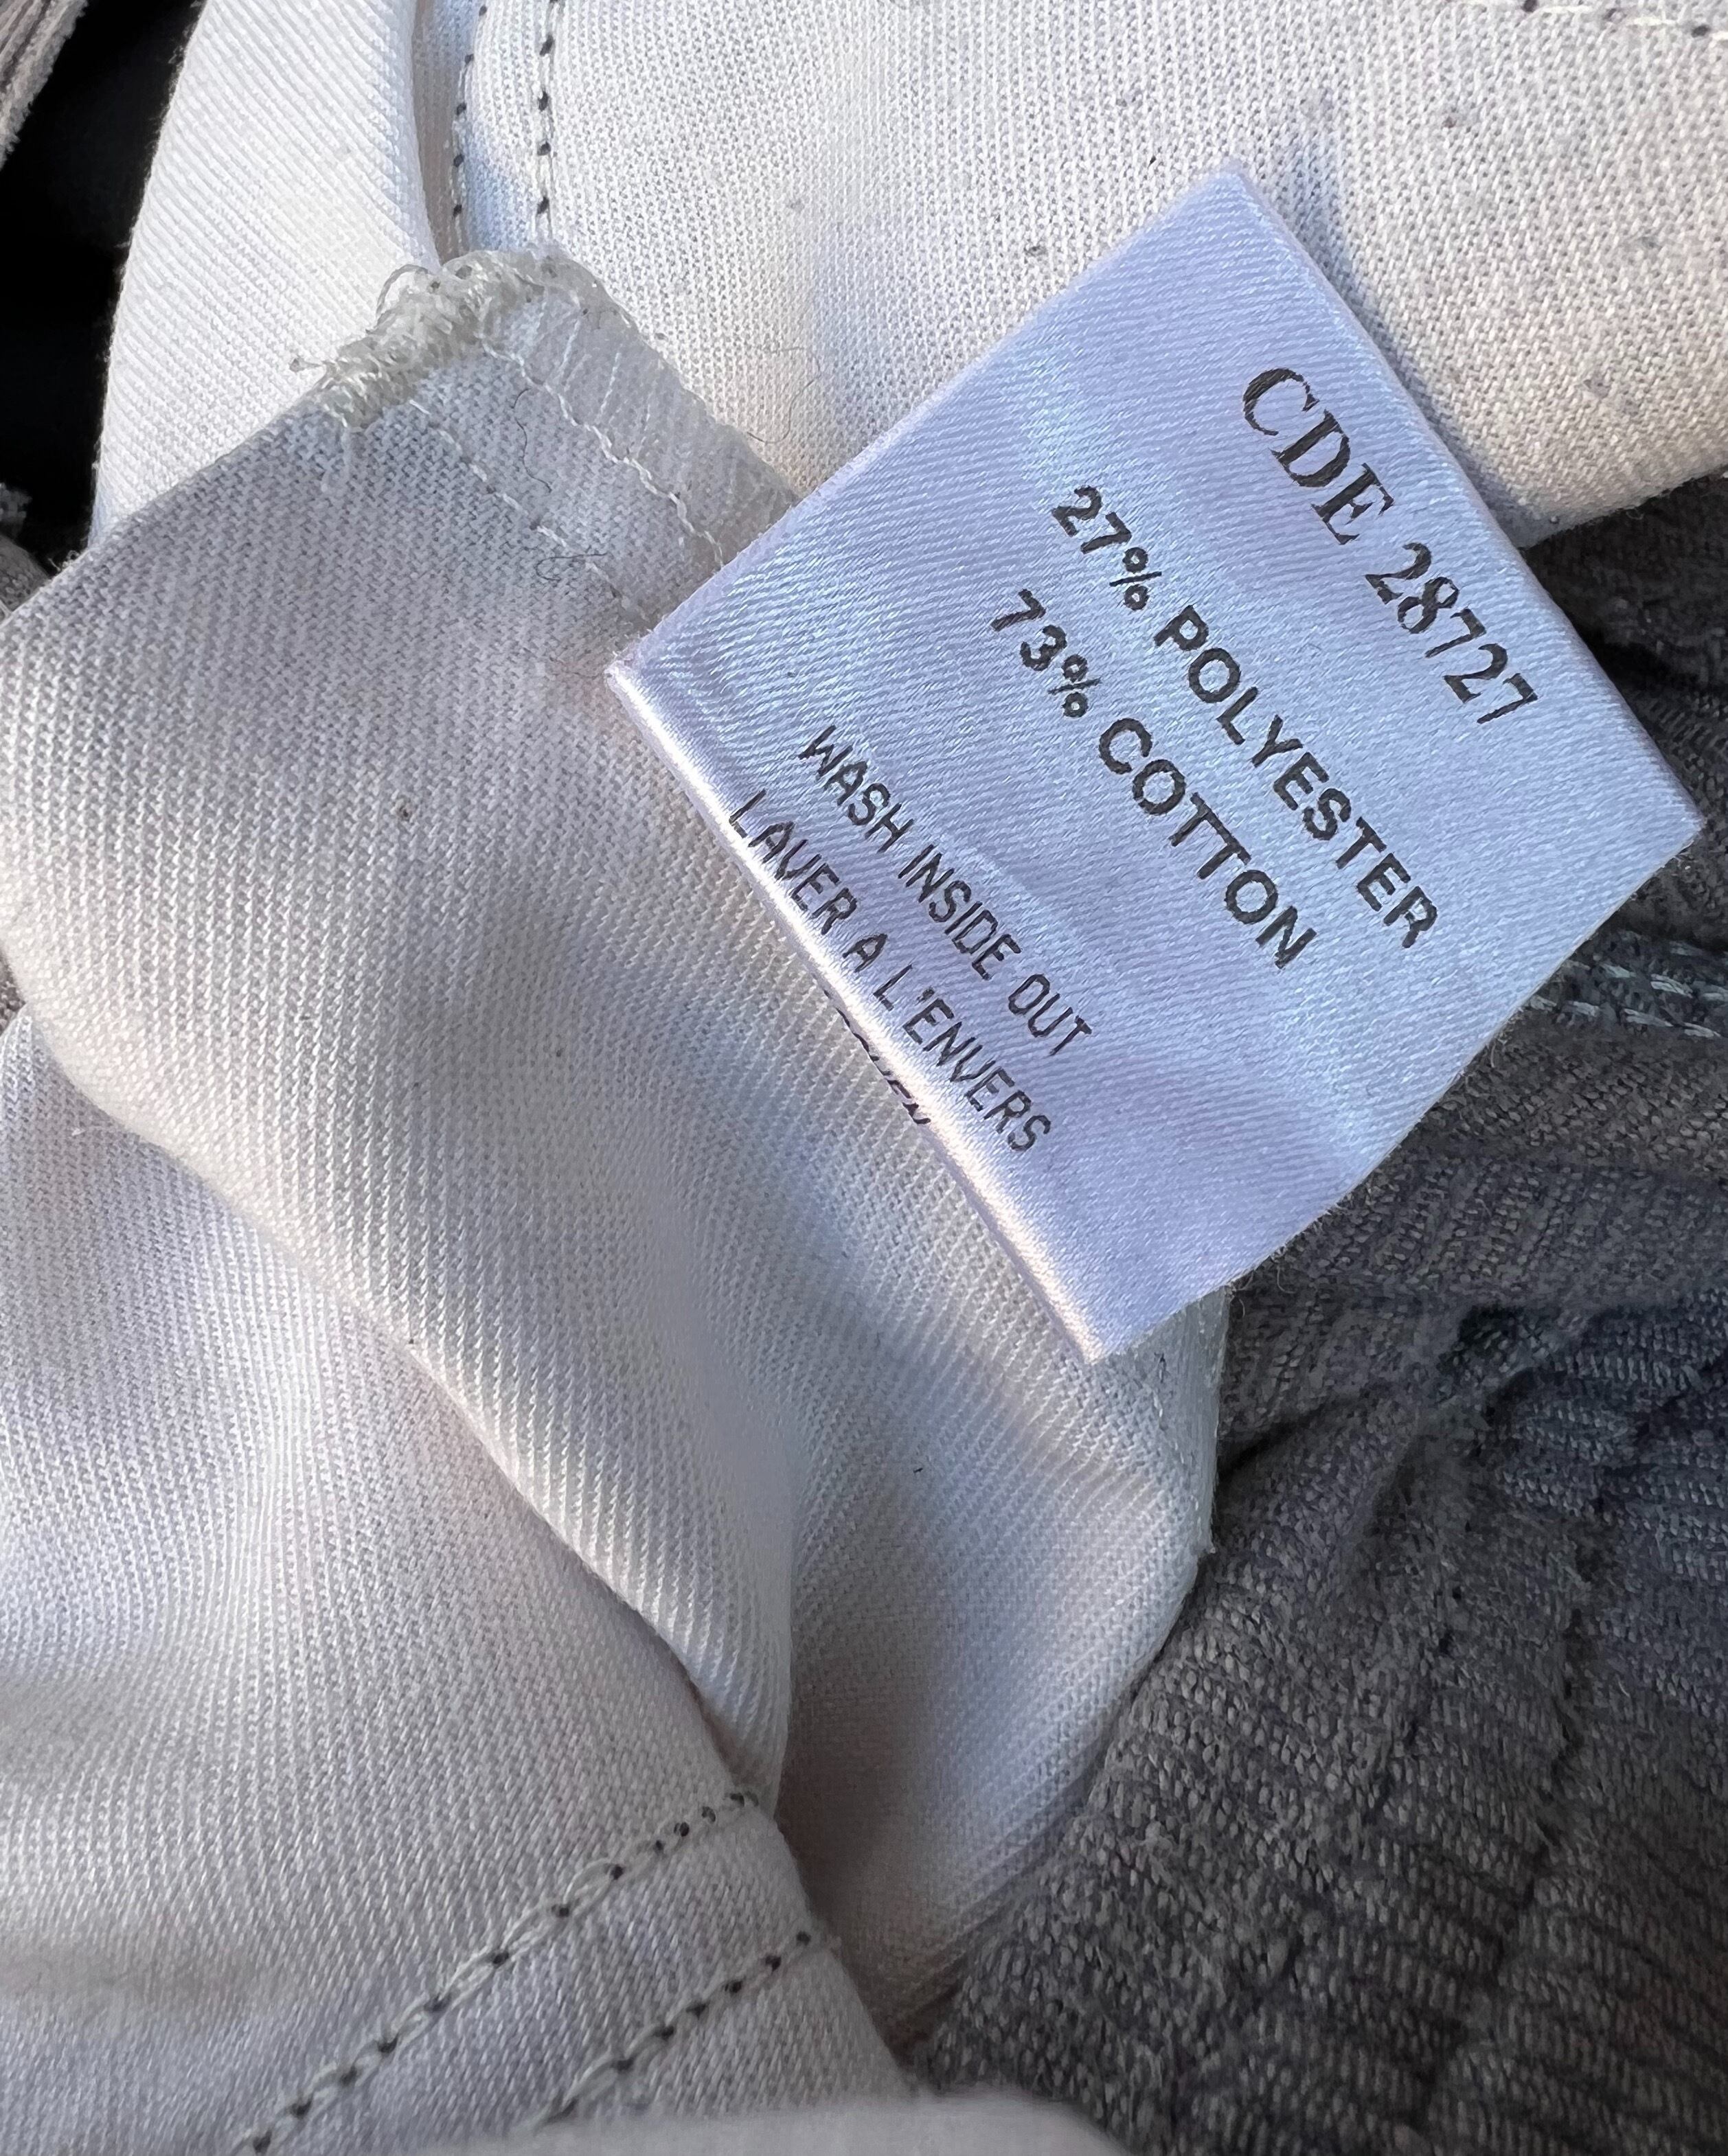 CDE 28727
27% POLYESTER
73% COTTON
WASH INSIDE OUT
LAVER A L'ENVERS